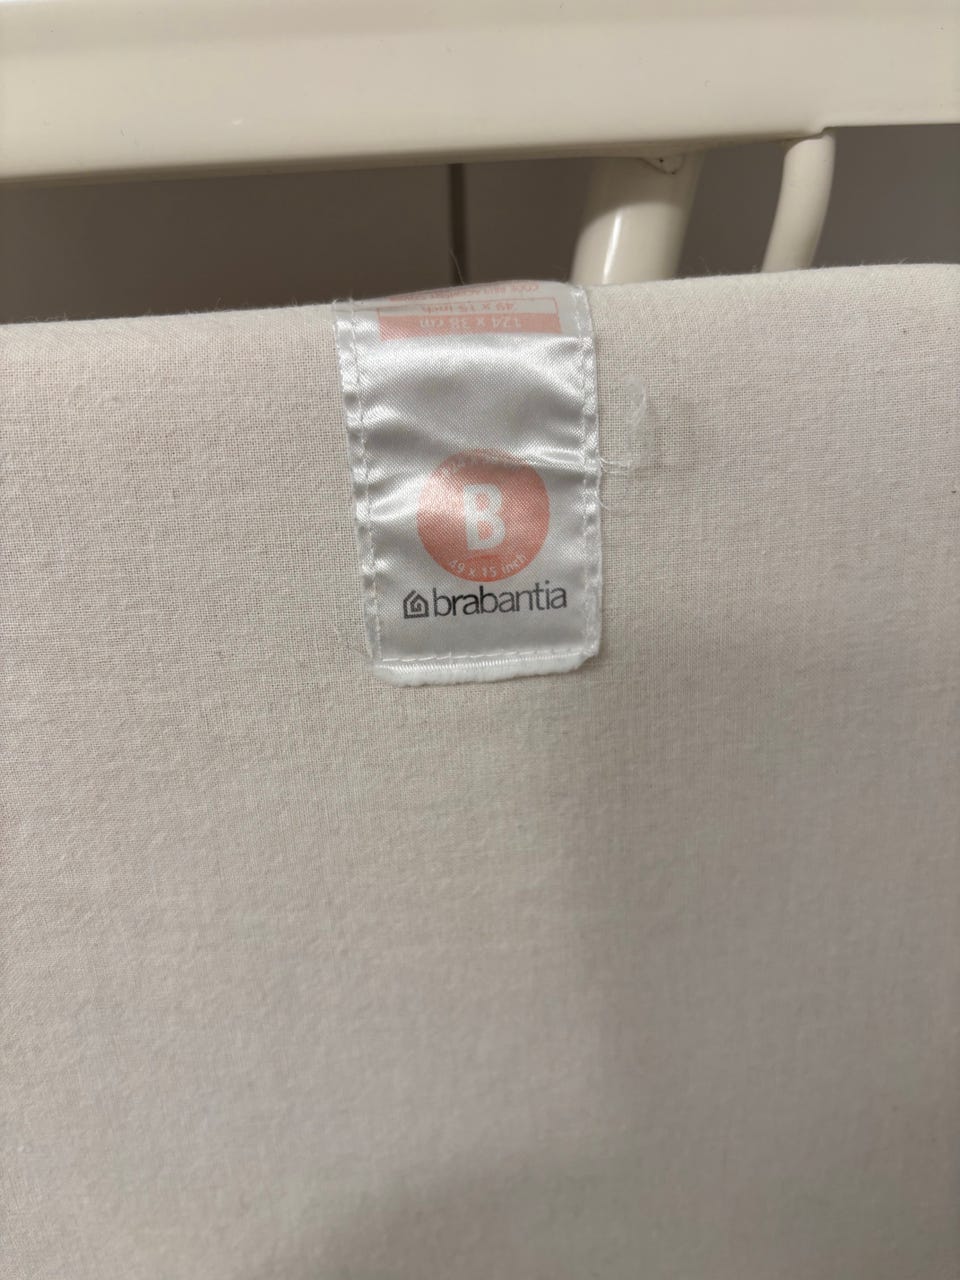 124 x 38 cm
49 x 15 inch
B
49 x 15 inch
brabantia